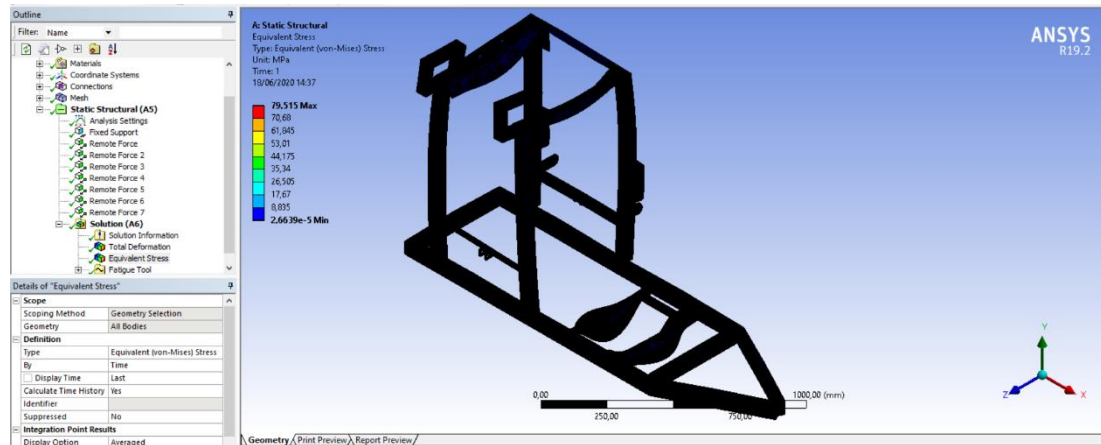 Outline
Filter: Name
Materials
Coordinate Systems
Connections
Mesh
Static Structural (A5)
Analysis Settings
Fixed Support
Remote Force
Remote Force 2
Remote Force 3
Remote Force 4
Remote Force 5
Remote Force 6
Remote Force 7
Solution (A6)
Solution Information
Total Deformation
Equivalent Stress
Fatigue Tool
Details of "Equivalent Stress"
Scope
Scoping Method Geometry Selection
Geometry All Bodies
Definition
Type Equivalent (von-Mises) Stress
By Time
Display Time Last
Calculate Time History Yes
Identifier
Suppressed No
Integration Point Results
Display Option Averaged
A: Static Structural
Equivalent Stress
Type: Equivalent (von-Mises) Stress
Unit: MPa
Time: 1
18/06/2020 14:37
79,515 Max
70,68
61,845
53,01
44,175
35,34
26,505
17,67
8,835
2,6639e-5 Min
ANSYS
R19.2
Y
Z
X
0,00
1000,00 (mm)
250,00
750,00
Geometry Print Preview Report Preview